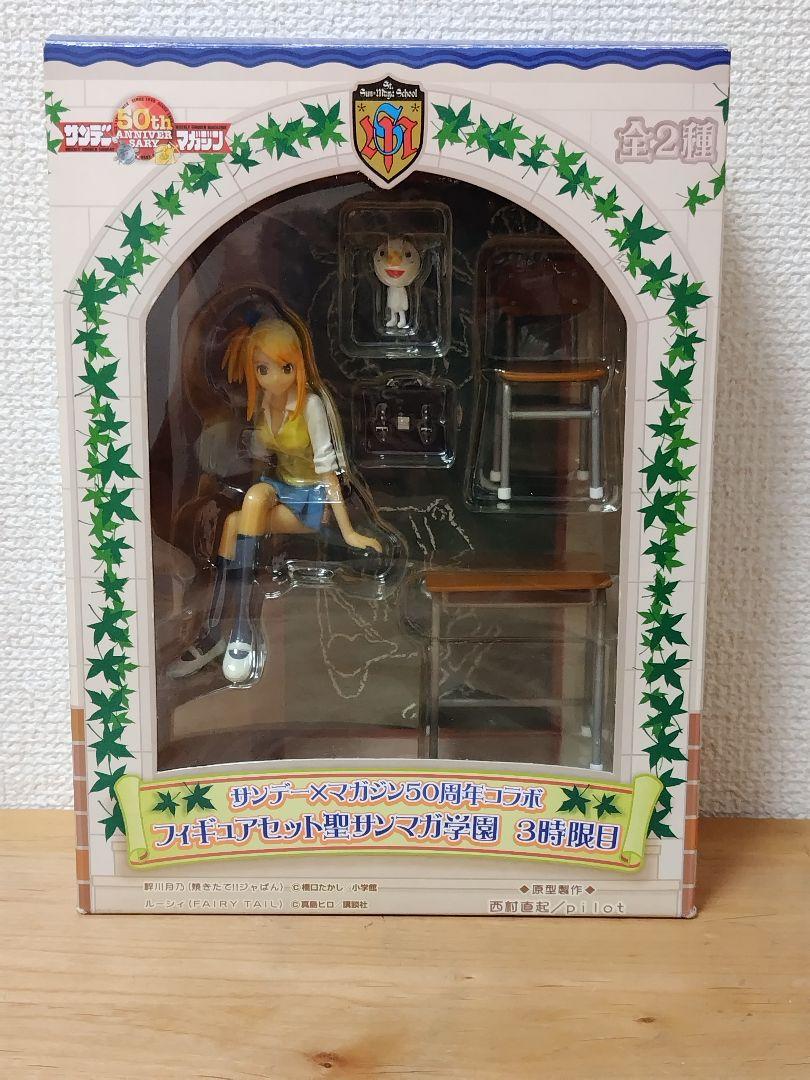 サンデー
50th
ANNIVER
SARY
マガジン
St.
Sun-Maga School
全2種
サンデー×マガジン50周年コラボ
フィギュアセット聖サンマガ学園 3時限目
梓川月乃(焼きたて!!ジャぱん) ©橋口たかし 小学館
ルーシィ(FAIRY TAIL) ©真島ヒロ/講談社
◆原型製作◆
西村直起/pilot